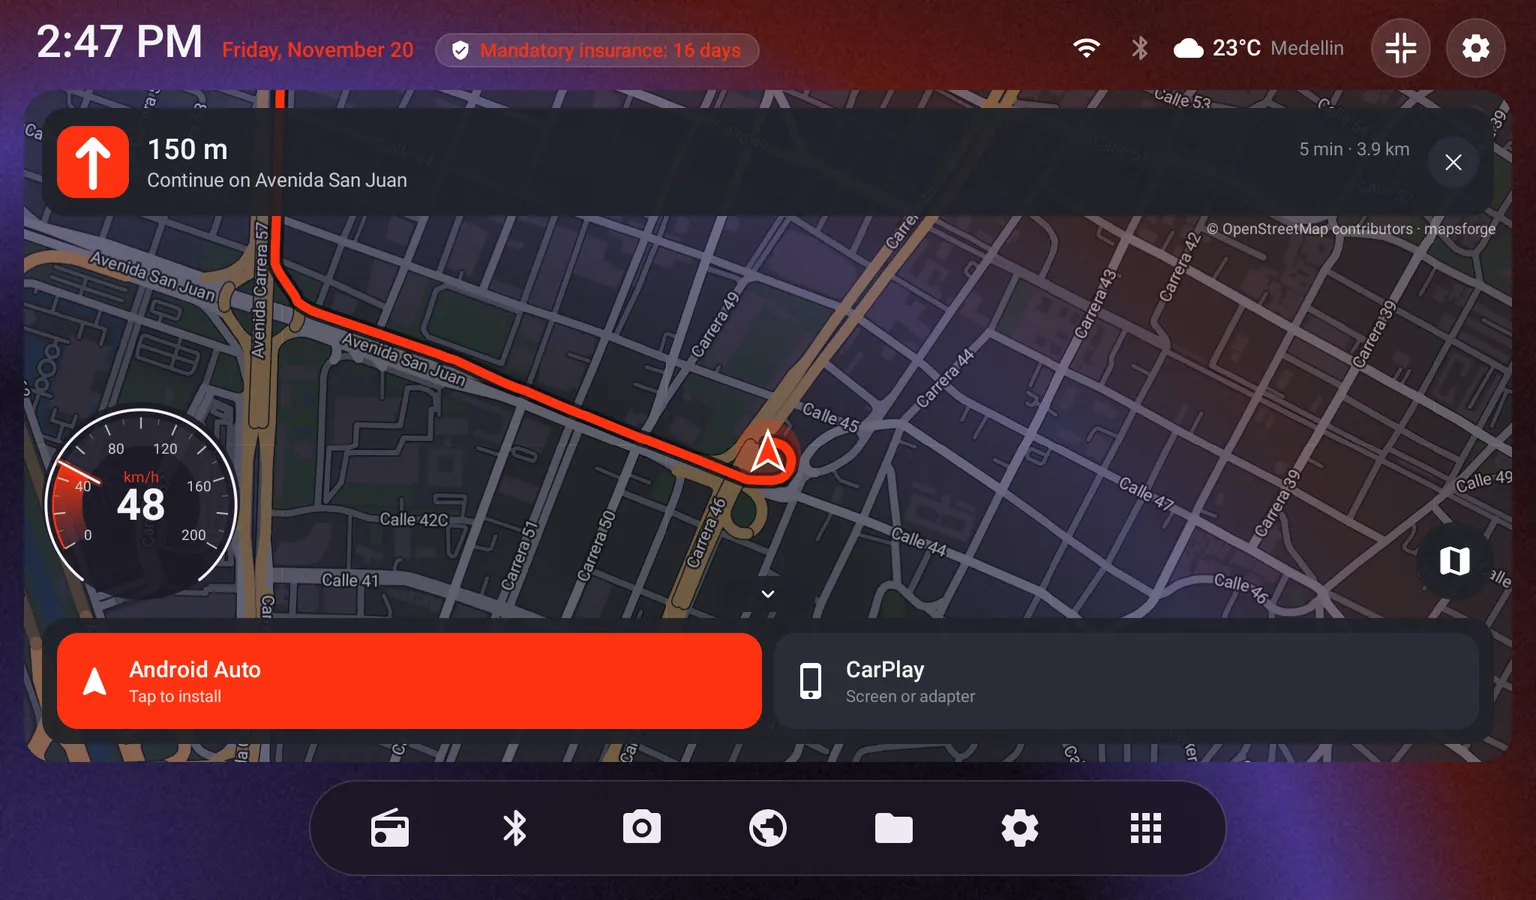 2:47 PM
Friday, November 20
Mandatory insurance: 16 days
23°C Medellin
150 m
Continue on Avenida San Juan
5 min · 3.9 km
© OpenStreetMap contributors · mapsforge
Calle 53
Avenida San Juan
Avenida Carrera 57
Avenida San Juan
Carrera 49
Carrera 44
Carrera 43
Carrera 42
Carrera 39
Calle 45
Calle 47
Calle 49
Carrera 39
Calle 44
Calle 46
Carrera 46
Carrera 50
Carrera 51
Calle 42C
Calle 41
80 120
40 160
0 200
km/h
48
Android Auto
Tap to install
CarPlay
Screen or adapter